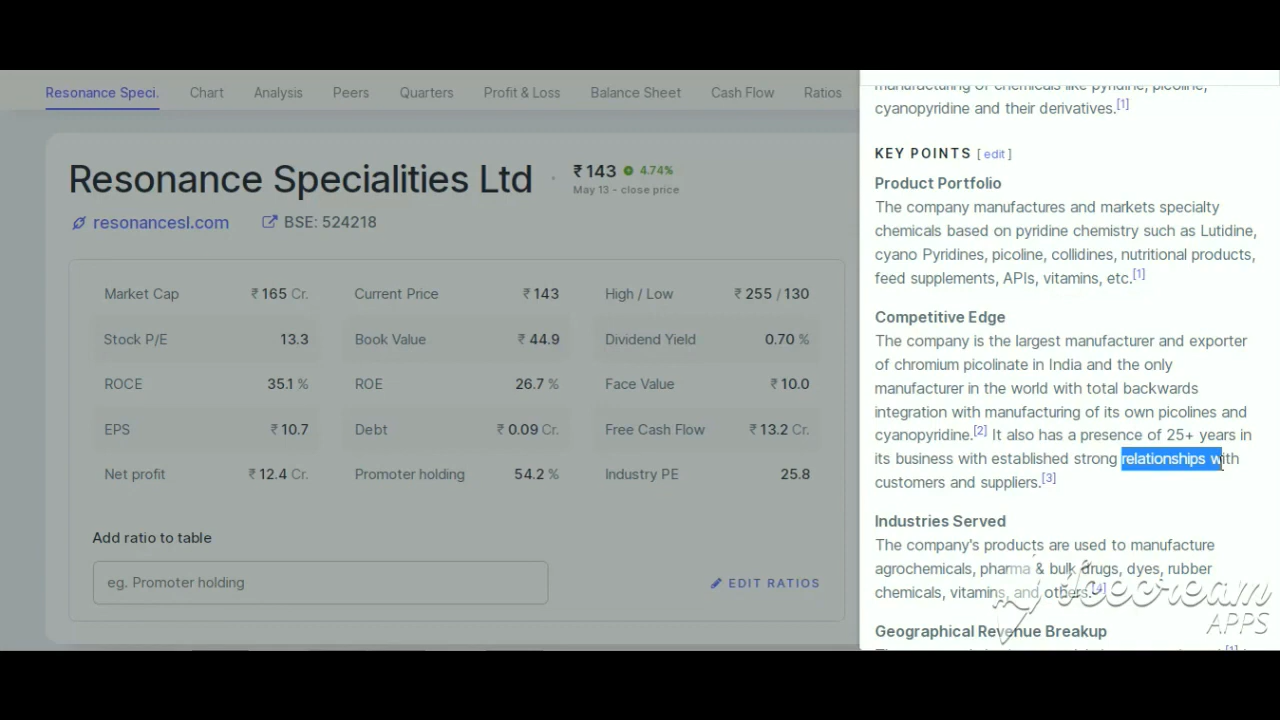 Resonance Speci.
Chart
Analysis
Peers
Quarters
Profit & Loss
Balance Sheet
Cash Flow
Ratios
Resonance Specialities Ltd
₹ 143 4.74%
May 13 - close price
resonancesl.com
BSE: 524218
Market Cap ₹ 165 Cr.
Current Price ₹ 143
High / Low ₹ 255 / 130
Stock P/E 13.3
Book Value ₹ 44.9
Dividend Yield 0.70 %
ROCE 35.1 %
ROE 26.7 %
Face Value ₹ 10.0
EPS ₹ 10.7
Debt ₹ 0.09 Cr.
Free Cash Flow ₹ 13.2 Cr.
Net profit ₹ 12.4 Cr.
Promoter holding 54.2 %
Industry PE 25.8
Add ratio to table
eg. Promoter holding
EDIT RATIOS
manufacturing of chemicals like pyridine, picoline,
cyanopyridine and their derivatives.[1]
KEY POINTS [ edit ]
Product Portfolio
The company manufactures and markets specialty
chemicals based on pyridine chemistry such as Lutidine,
cyano Pyridines, picoline, collidines, nutritional products,
feed supplements, APIs, vitamins, etc.[1]
Competitive Edge
The company is the largest manufacturer and exporter
of chromium picolinate in India and the only
manufacturer in the world with total backwards
integration with manufacturing of its own picolines and
cyanopyridine.[2] It also has a presence of 25+ years in
its business with established strong relationships with
customers and suppliers.[3]
Industries Served
The company's products are used to manufacture
agrochemicals, pharma & bulk drugs, dyes, rubber
chemicals, vitamins, and others.[4]
Geographical Revenue Breakup
Icecream
APPS